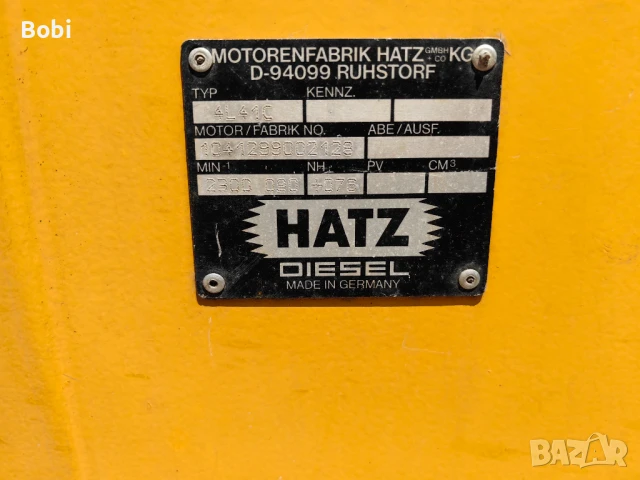 Bobi
MOTORENFABRIK HATZ GMBH + CO KG
D-94099 RUHSTORF
TYP KENNZ.
4L41C
MOTOR/FABRIK NO. ABE/AUSF.
MIN-1 NH PV CM3
HATZ
DIESEL
MADE IN GERMANY
BAZAR